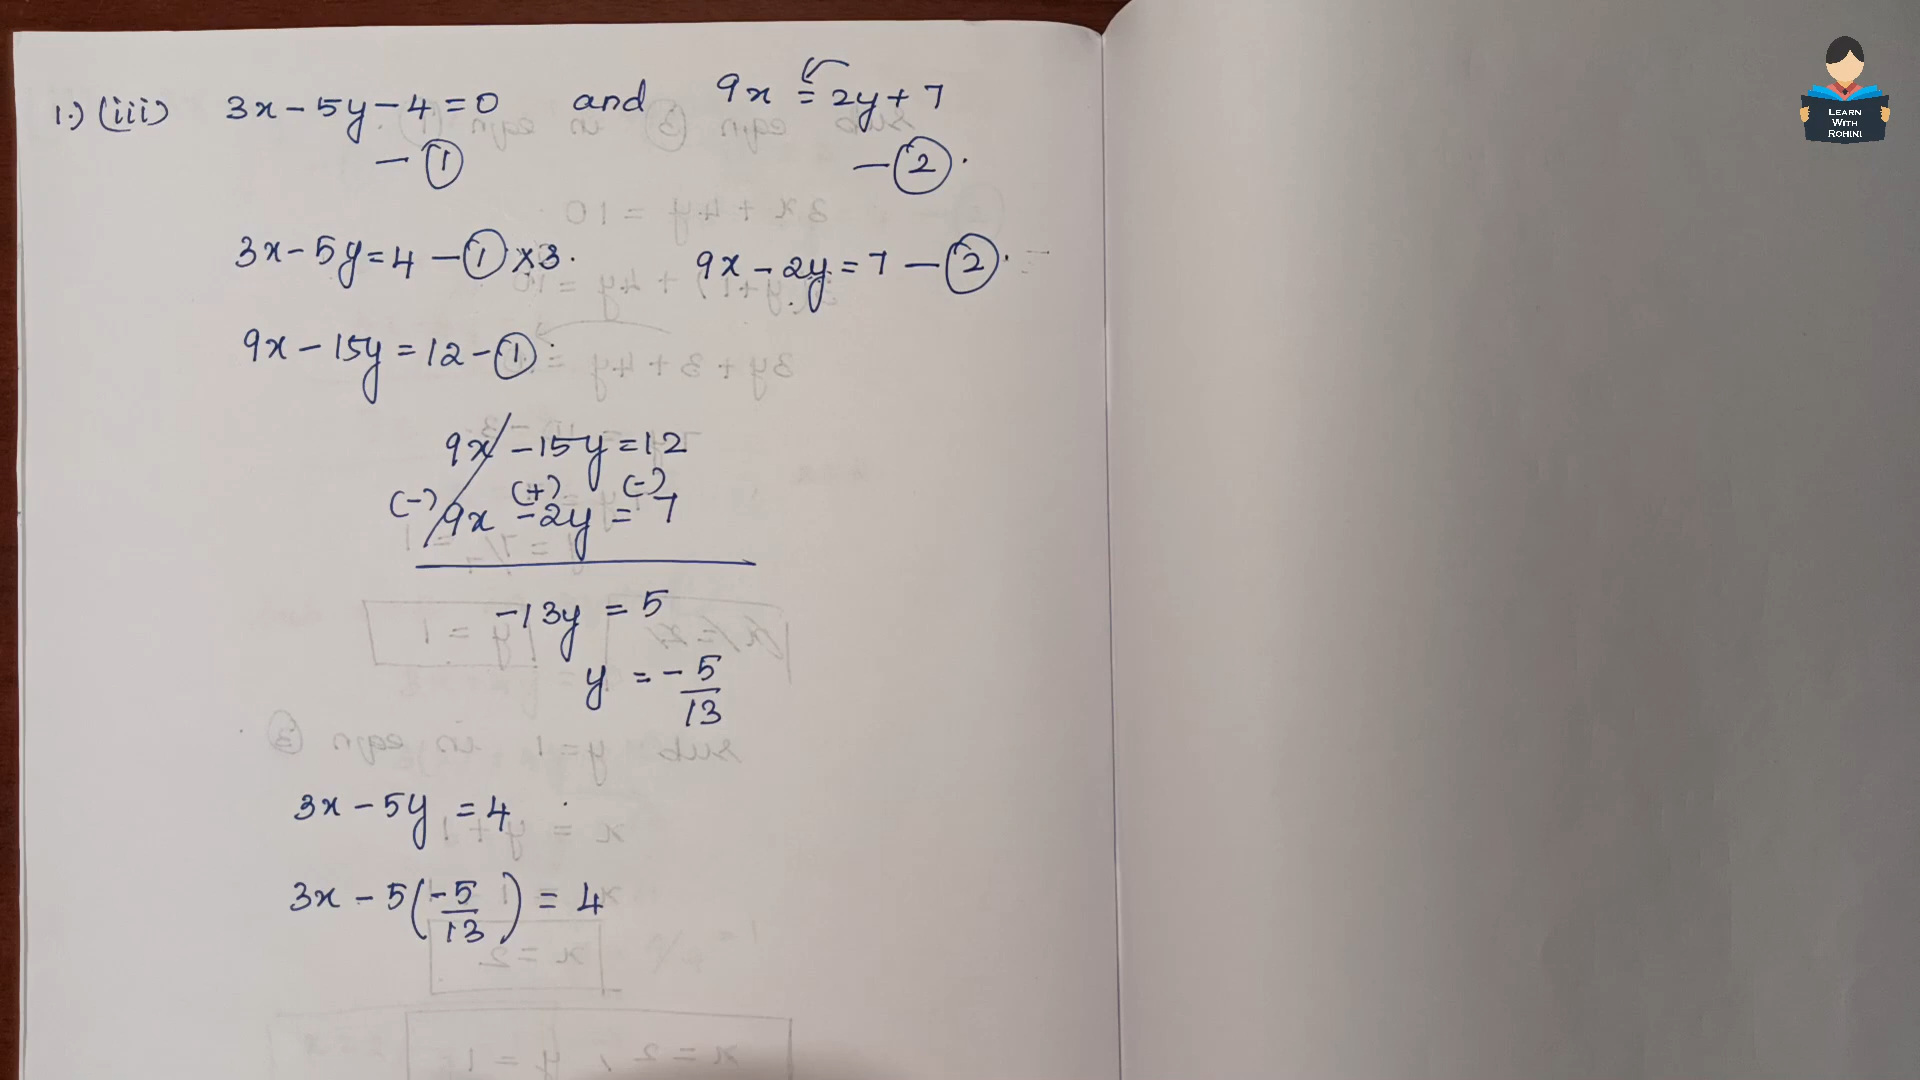 1.) (iii) 3x - 5y - 4 = 0 and 9x = 2y + 7
- ① - ②.
3x - 5y = 4 - ① x3. 9x - 2y = 7 - ②.
9x - 15y = 12 - ①.
9x - 15y = 12
(-) (+) (-)
9x - 2y = 7
-13y = 5
y = -5/13
3x - 5y = 4
3x - 5(-5/13) = 4
LEARN
WITH
ROHINI